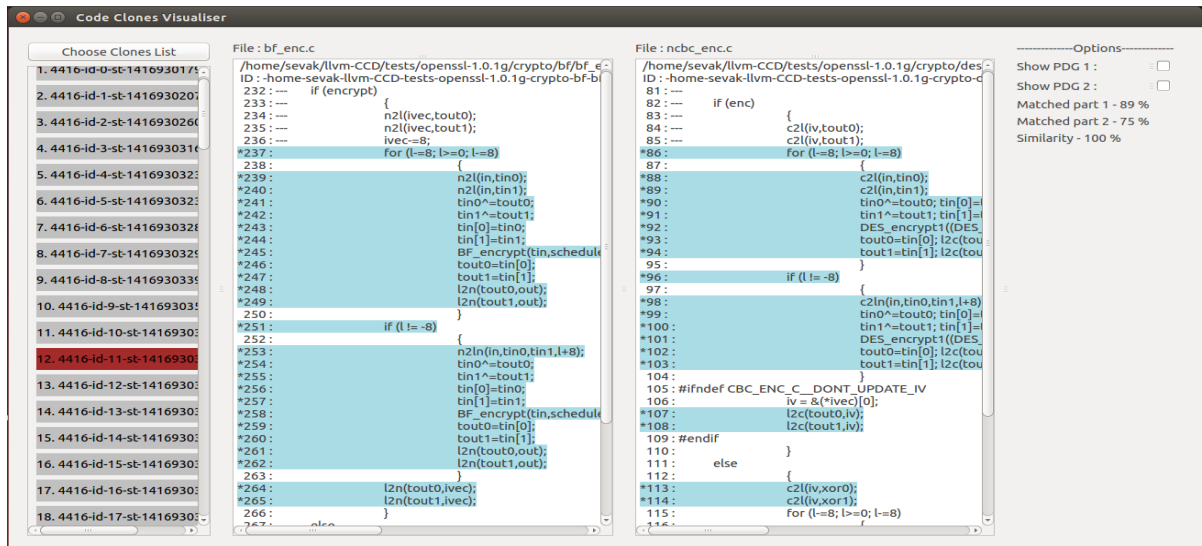 Code Clones Visualiser
Choose Clones List
1. 4416-id-0-st-141693017
2. 4416-id-1-st-1416930207
3. 4416-id-2-st-141693026
4. 4416-id-3-st-141693031
5. 4416-id-4-st-141693032
6. 4416-id-5-st-141693032
7. 4416-id-6-st-141693032
8. 4416-id-7-st-141693032
9. 4416-id-8-st-141693033
10. 4416-id-9-st-14169303
11. 4416-id-10-st-1416930
12. 4416-id-11-st-1416930
13. 4416-id-12-st-1416930
14. 4416-id-13-st-1416930
15. 4416-id-14-st-1416930
16. 4416-id-15-st-1416930
17. 4416-id-16-st-1416930
18. 4416-id-17-st-1416930
File : bf_enc.c
/home/sevak/llvm-CCD/tests/openssl-1.0.1g/crypto/bf/bf_e
ID : -home-sevak-llvm-CCD-tests-openssl-1.0.1g-crypto-bf-b
232 :--- if (encrypt)
233 :--- {
234 :--- n2l(ivec,tout0);
235 :--- n2l(ivec,tout1);
236 :--- ivec-=8;
*237 : for (l-=8; l>=0; l-=8)
238 : {
*239 : n2l(in,tin0);
*240 : n2l(in,tin1);
*241 : tin0^=tout0;
*242 : tin1^=tout1;
*243 : tin[0]=tin0;
*244 : tin[1]=tin1;
*245 : BF_encrypt(tin,schedule
*246 : tout0=tin[0];
*247 : tout1=tin[1];
*248 : l2n(tout0,out);
*249 : l2n(tout1,out);
250 : }
*251 : if (l != -8)
252 : {
*253 : n2ln(in,tin0,tin1,l+8);
*254 : tin0^=tout0;
*255 : tin1^=tout1;
*256 : tin[0]=tin0;
*257 : tin[1]=tin1;
*258 : BF_encrypt(tin,schedule
*259 : tout0=tin[0];
*260 : tout1=tin[1];
*261 : l2n(tout0,out);
*262 : l2n(tout1,out);
263 : }
*264 : l2n(tout0,ivec);
*265 : l2n(tout1,ivec);
266 : }
267 : else
File : ncbc_enc.c
/home/sevak/llvm-CCD/tests/openssl-1.0.1g/crypto/des
ID : -home-sevak-llvm-CCD-tests-openssl-1.0.1g-crypto-d
81 :---
82 :--- if (enc)
83 :--- {
84 :--- c2l(iv,tout0);
85 :--- c2l(iv,tout1);
*86 : for (l-=8; l>=0; l-=8)
87 : {
*88 : c2l(in,tin0);
*89 : c2l(in,tin1);
*90 : tin0^=tout0; tin[0]=t
*91 : tin1^=tout1; tin[1]=t
*92 : DES_encrypt1((DES_
*93 : tout0=tin[0]; l2c(tou
*94 : tout1=tin[1]; l2c(tou
95 : }
*96 : if (l != -8)
97 : {
*98 : c2ln(in,tin0,tin1,l+8)
*99 : tin0^=tout0; tin[0]=t
*100 : tin1^=tout1; tin[1]=t
*101 : DES_encrypt1((DES_
*102 : tout0=tin[0]; l2c(tou
*103 : tout1=tin[1]; l2c(tou
104 : }
105 : #ifndef CBC_ENC_C__DONT_UPDATE_IV
106 : iv = &(*ivec)[0];
*107 : l2c(tout0,iv);
*108 : l2c(tout1,iv);
109 : #endif
110 : }
111 : else
112 : {
*113 : c2l(iv,xor0);
*114 : c2l(iv,xor1);
115 : for (l-=8; l>=0; l-=8)
116 : {
--------------Options-------------
Show PDG 1 :
Show PDG 2 :
Matched part 1 - 89 %
Matched part 2 - 75 %
Similarity - 100 %